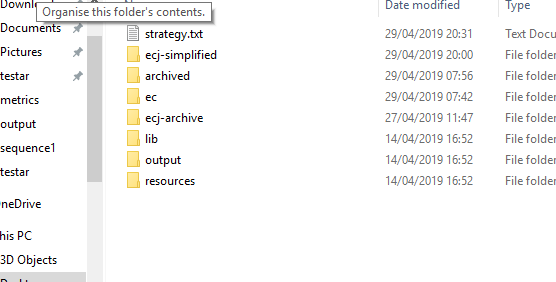 Downl
Organise this folder's contents.
Date modified
Type
Documents
Pictures
testar
metrics
output
sequence1
testar
OneDrive
his PC
3D Objects
strategy.txt 29/04/2019 20:31 Text Docu
ecj-simplified 29/04/2019 20:00 File folder
archived 29/04/2019 07:56 File folder
ec 29/04/2019 07:42 File folder
ecj-archive 27/04/2019 11:47 File folder
lib 14/04/2019 16:52 File folder
output 14/04/2019 16:52 File folder
resources 14/04/2019 16:52 File folder